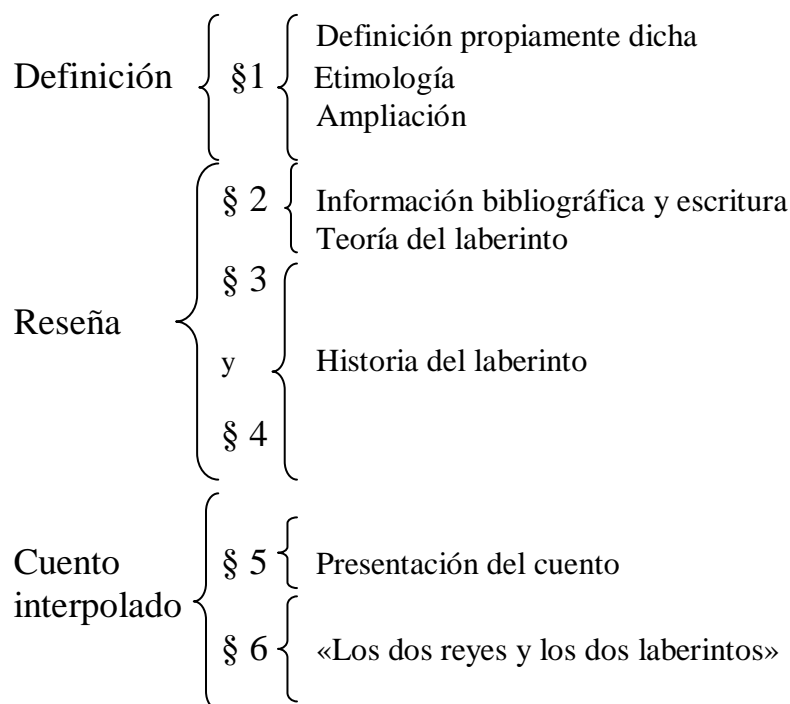 Definición § 1 Definición propiamente dicha
Etimología
Ampliación
Reseña
§ 2 Información bibliográfica y escritura
Teoría del laberinto
§ 3
y Historia del laberinto
§ 4
Cuento interpolado
§ 5 Presentación del cuento
§ 6 «Los dos reyes y los dos laberintos»